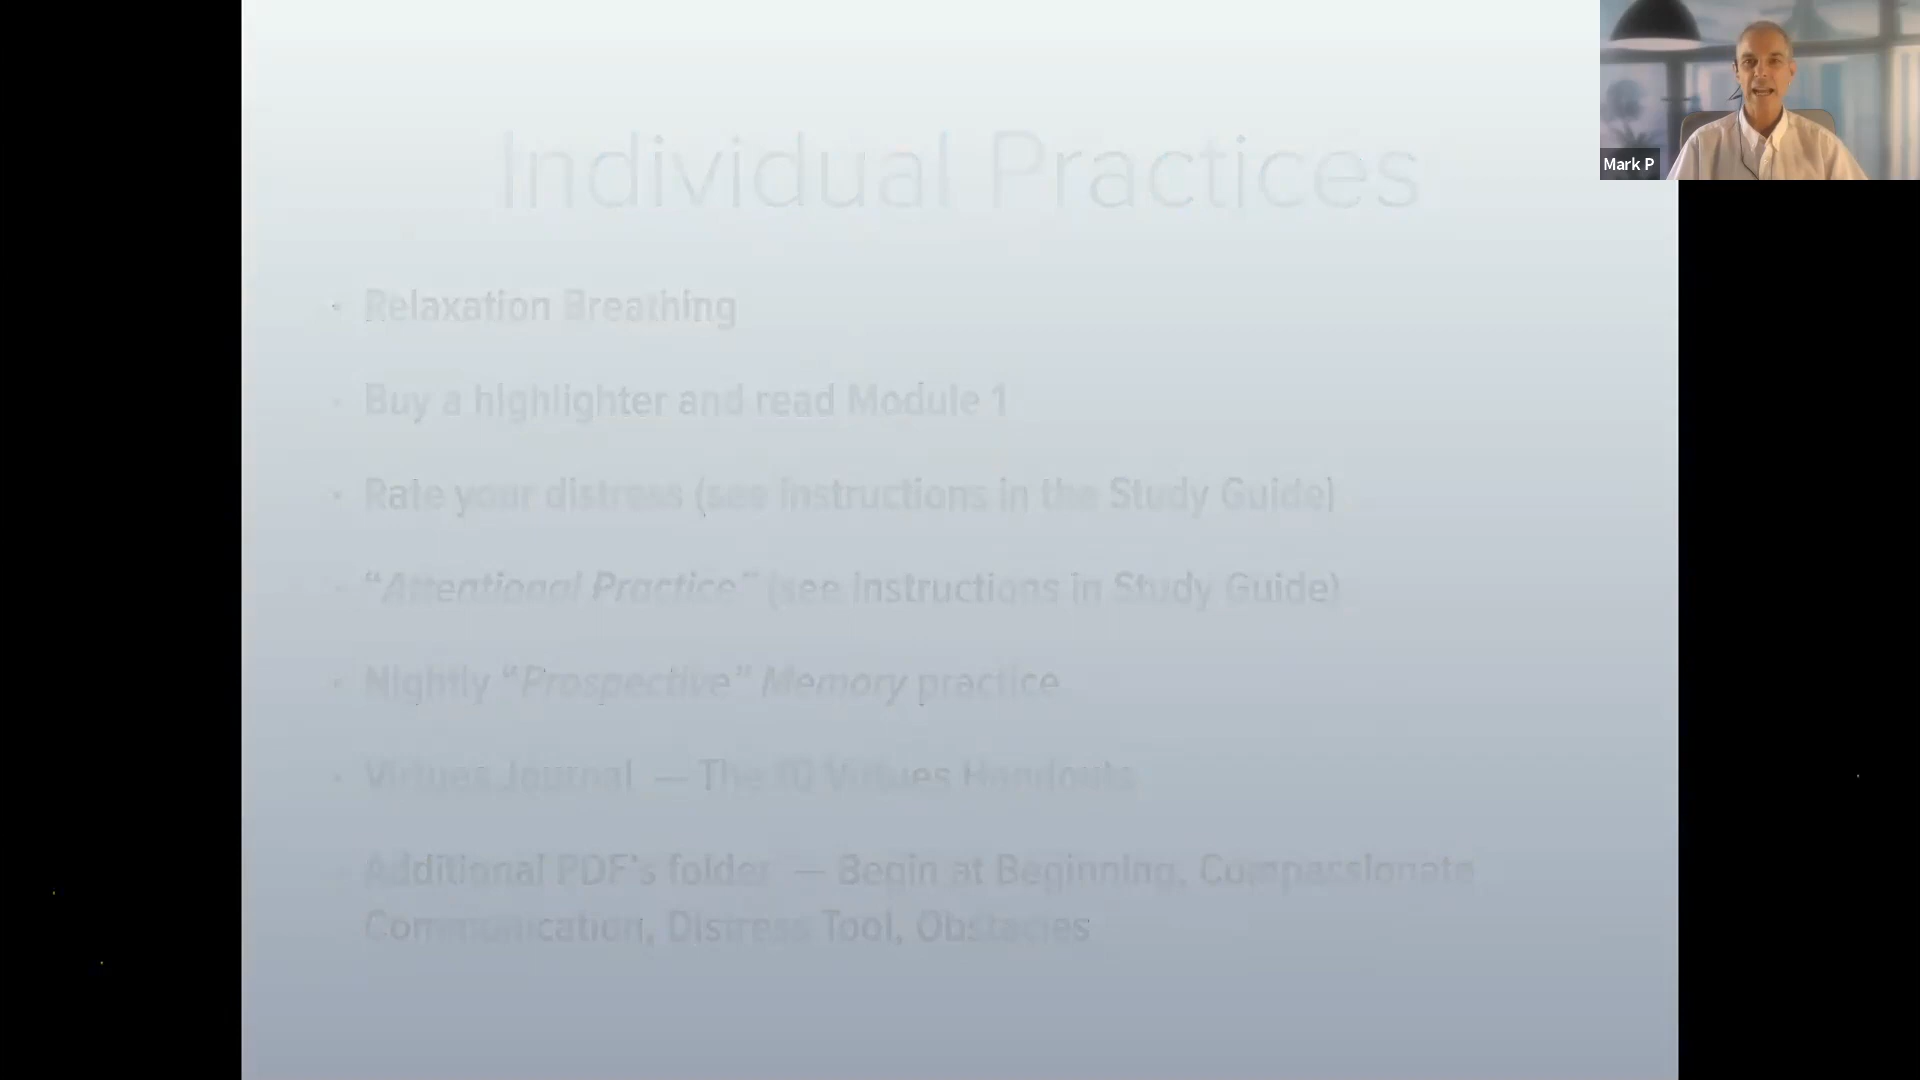 Individual Practices
• Relaxation Breathing
• Buy a highlighter and read Module 1
• Rate your distress (see instructions in the Study Guide)
• “Attentional Practice” (see instructions in Study Guide)
• Nightly “Prospective” Memory practice
• Virtues Journal — The 10 Virtues Handouts
Additional PDF's folder — Begin at Beginning, Compassionate
Communication, Distress Tool, Obstacles
Mark P